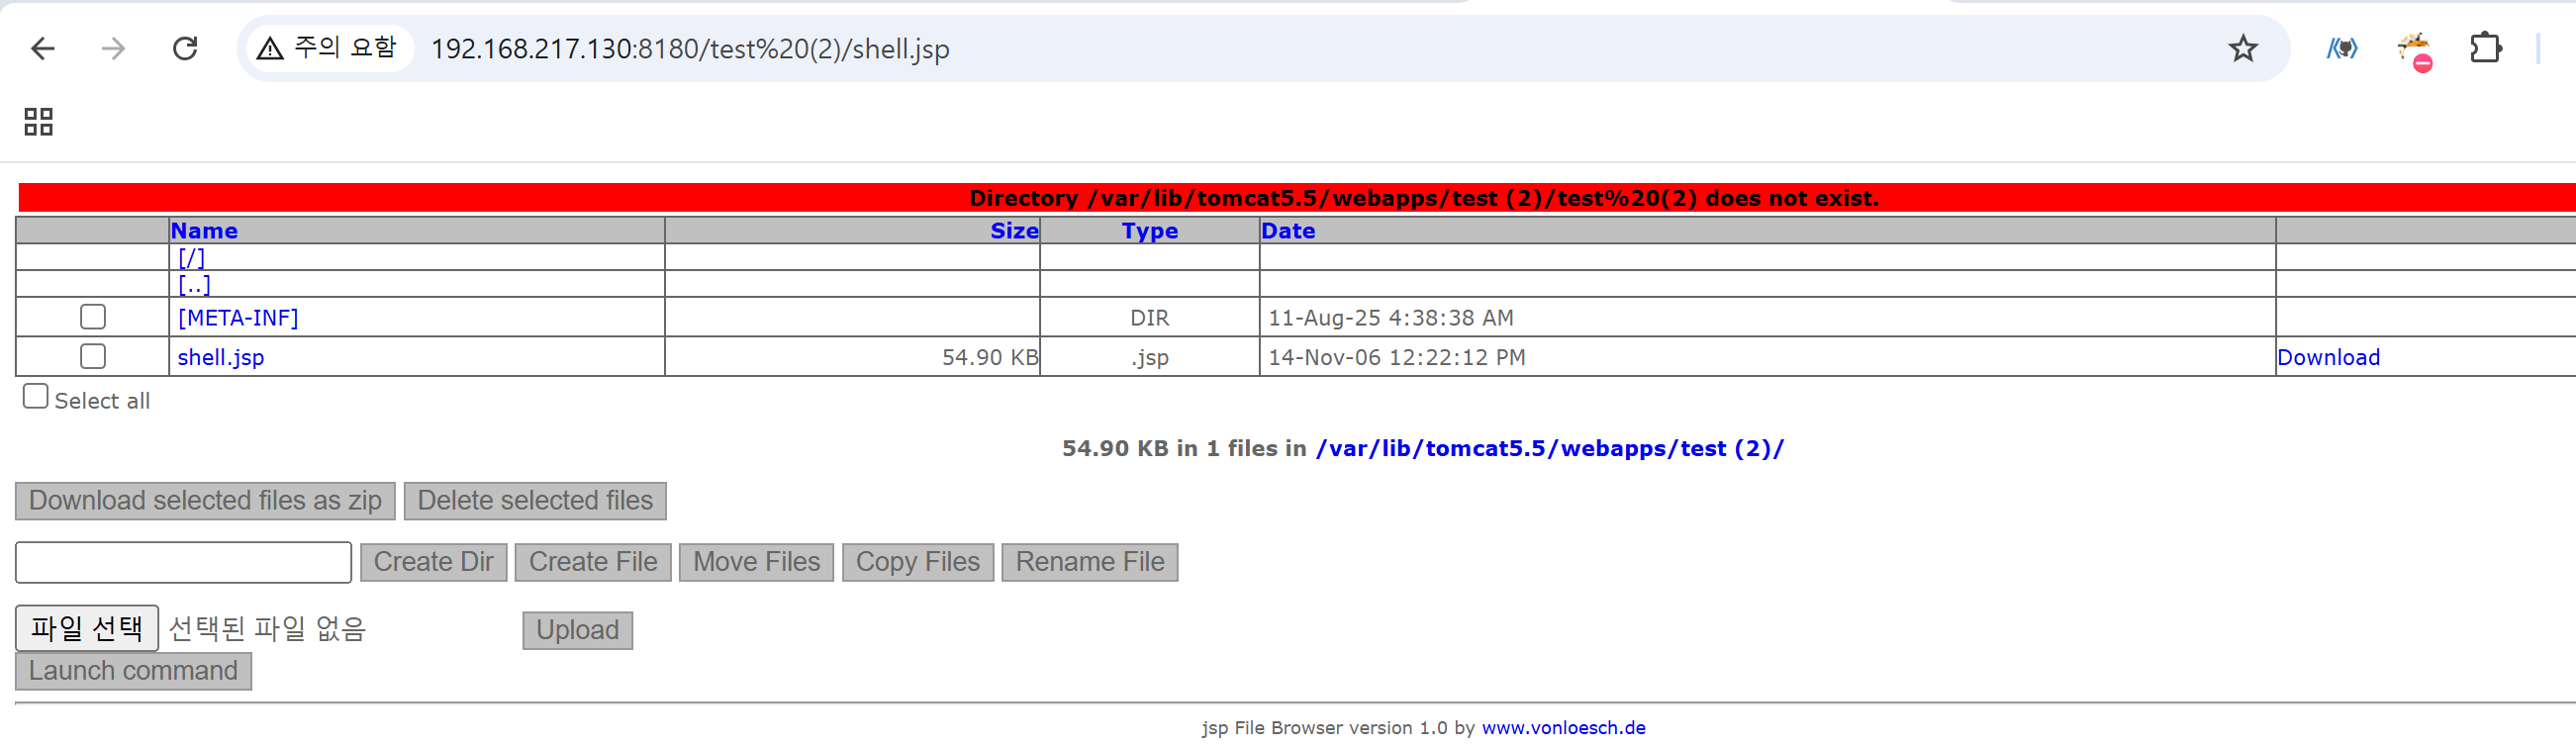 주의 요함 192.168.217.130:8180/test%20(2)/shell.jsp
Directory /var/lib/tomcat5.5/webapps/test (2)/test%20(2) does not exist.
Name Size Type Date
[/]
[..]
[META-INF] DIR 11-Aug-25 4:38:38 AM
shell.jsp 54.90 KB .jsp 14-Nov-06 12:22:12 PM Download
Select all
54.90 KB in 1 files in /var/lib/tomcat5.5/webapps/test (2)/
Download selected files as zip Delete selected files
Create Dir Create File Move Files Copy Files Rename File
파일 선택 선택된 파일 없음 Upload
Launch command
jsp File Browser version 1.0 by www.vonloesch.de